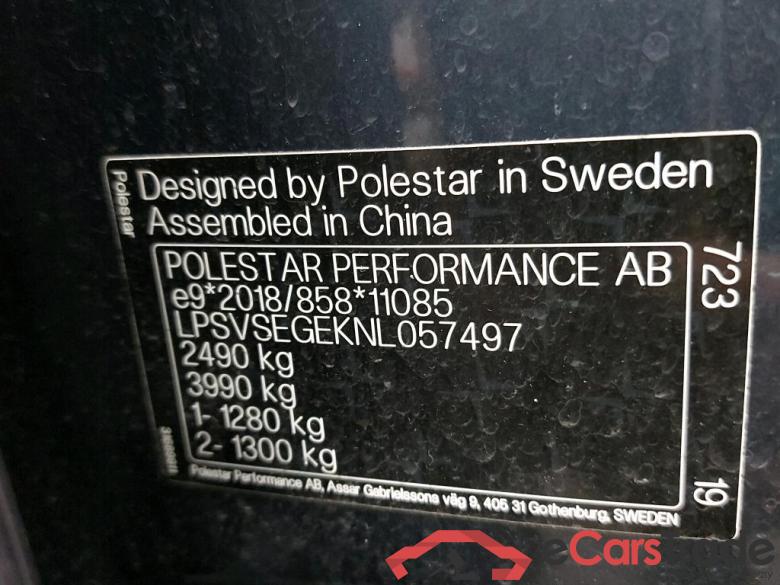 Polestar
Designed by Polestar in Sweden
Assembled in China
POLESTAR PERFORMANCE AB
e9*2018/858*11085
LPSVSEGEKNL057497
2490 kg
3990 kg
1- 1280 kg
2- 1300 kg
Polestar Performance AB, Assar Gabrielssons väg 9, 405 31 Gothenburg, SWEDEN
723
19
eCars